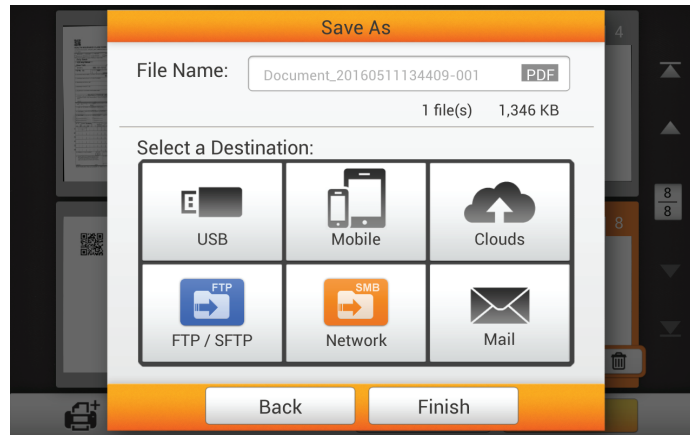 Save As
4
File Name:
Document_20160511134409-001 PDF
1 file(s) 1,346 KB
Select a Destination:
8
8
8
USB
Mobile
Clouds
FTP
SMB
FTP / SFTP
Network
Mail
Back
Finish